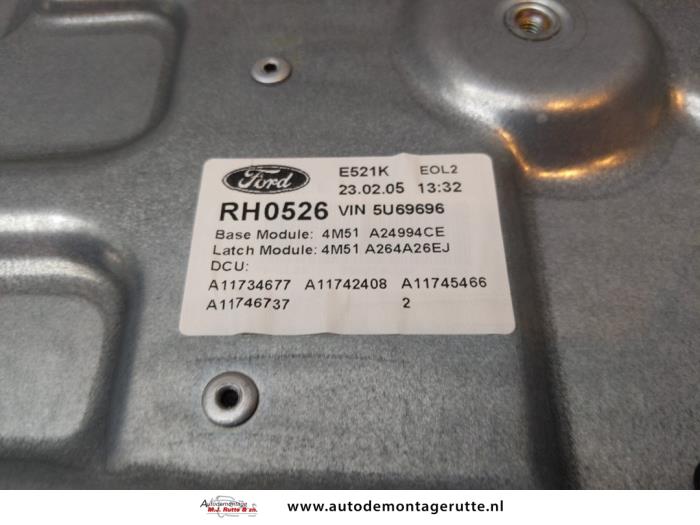 Ford
E521K EOL2
23.02.05 13:32
RH0526 VIN 5U69696
Base Module: 4M51 A24994CE
Latch Module: 4M51 A264A26EJ
DCU:
A11734677 A11742408 A11745466
A11746737 2
Autodemontage
M.J. Rutte & zn.
www.autodemontagerutte.nl